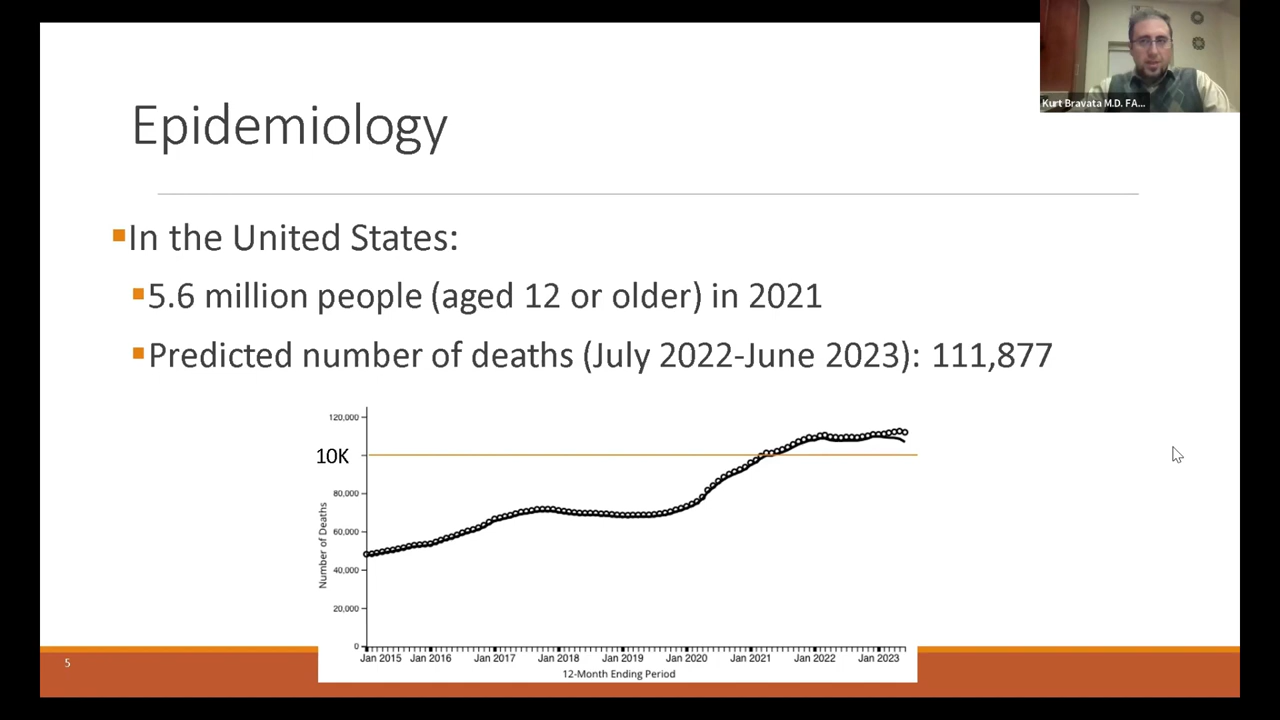 Kurt Bravata M.D. FA...
Epidemiology
In the United States:
5.6 million people (aged 12 or older) in 2021
Predicted number of deaths (July 2022-June 2023): 111,877
120,000
10K
80,000
60,000
40,000
20,000
0
Number of Deaths
Jan 2015 Jan 2016 Jan 2017 Jan 2018 Jan 2019 Jan 2020 Jan 2021 Jan 2022 Jan 2023
12-Month Ending Period
5